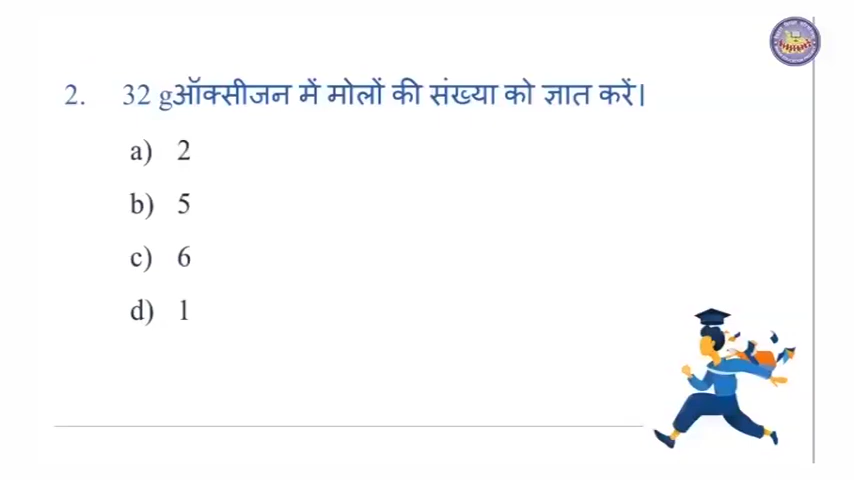 2. 32 gऑक्सीजन में मोलों की संख्या को ज्ञात करें।
a) 2
b) 5
c) 6
d) 1